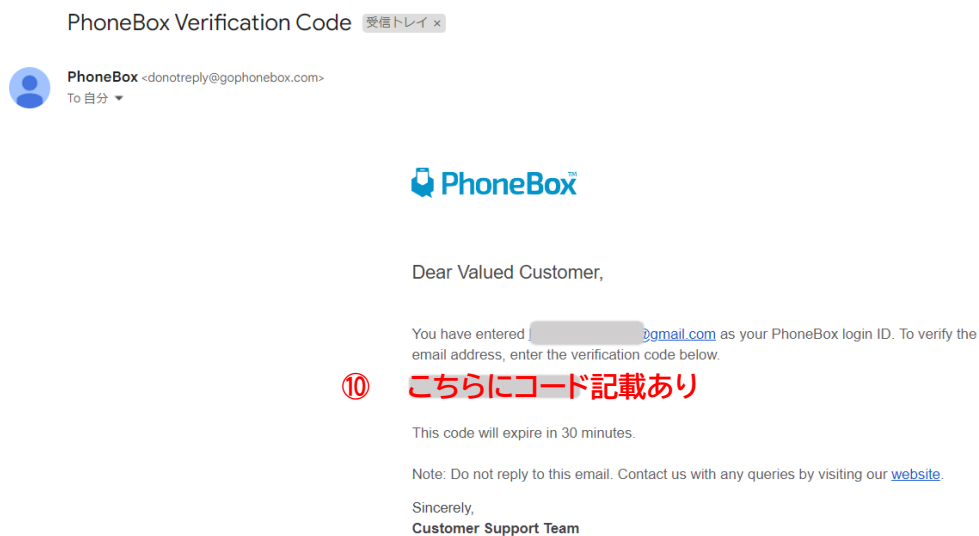 PhoneBox Verification Code 受信トレイ ×
PhoneBox <donotreply@gophonebox.com>
To 自分
PhoneBox™
Dear Valued Customer,
You have entered @gmail.com as your PhoneBox login ID. To verify the
email address, enter the verification code below.
⑩ こちらにコード記載あり
This code will expire in 30 minutes.
Note: Do not reply to this email. Contact us with any queries by visiting our website.
Sincerely,
Customer Support Team